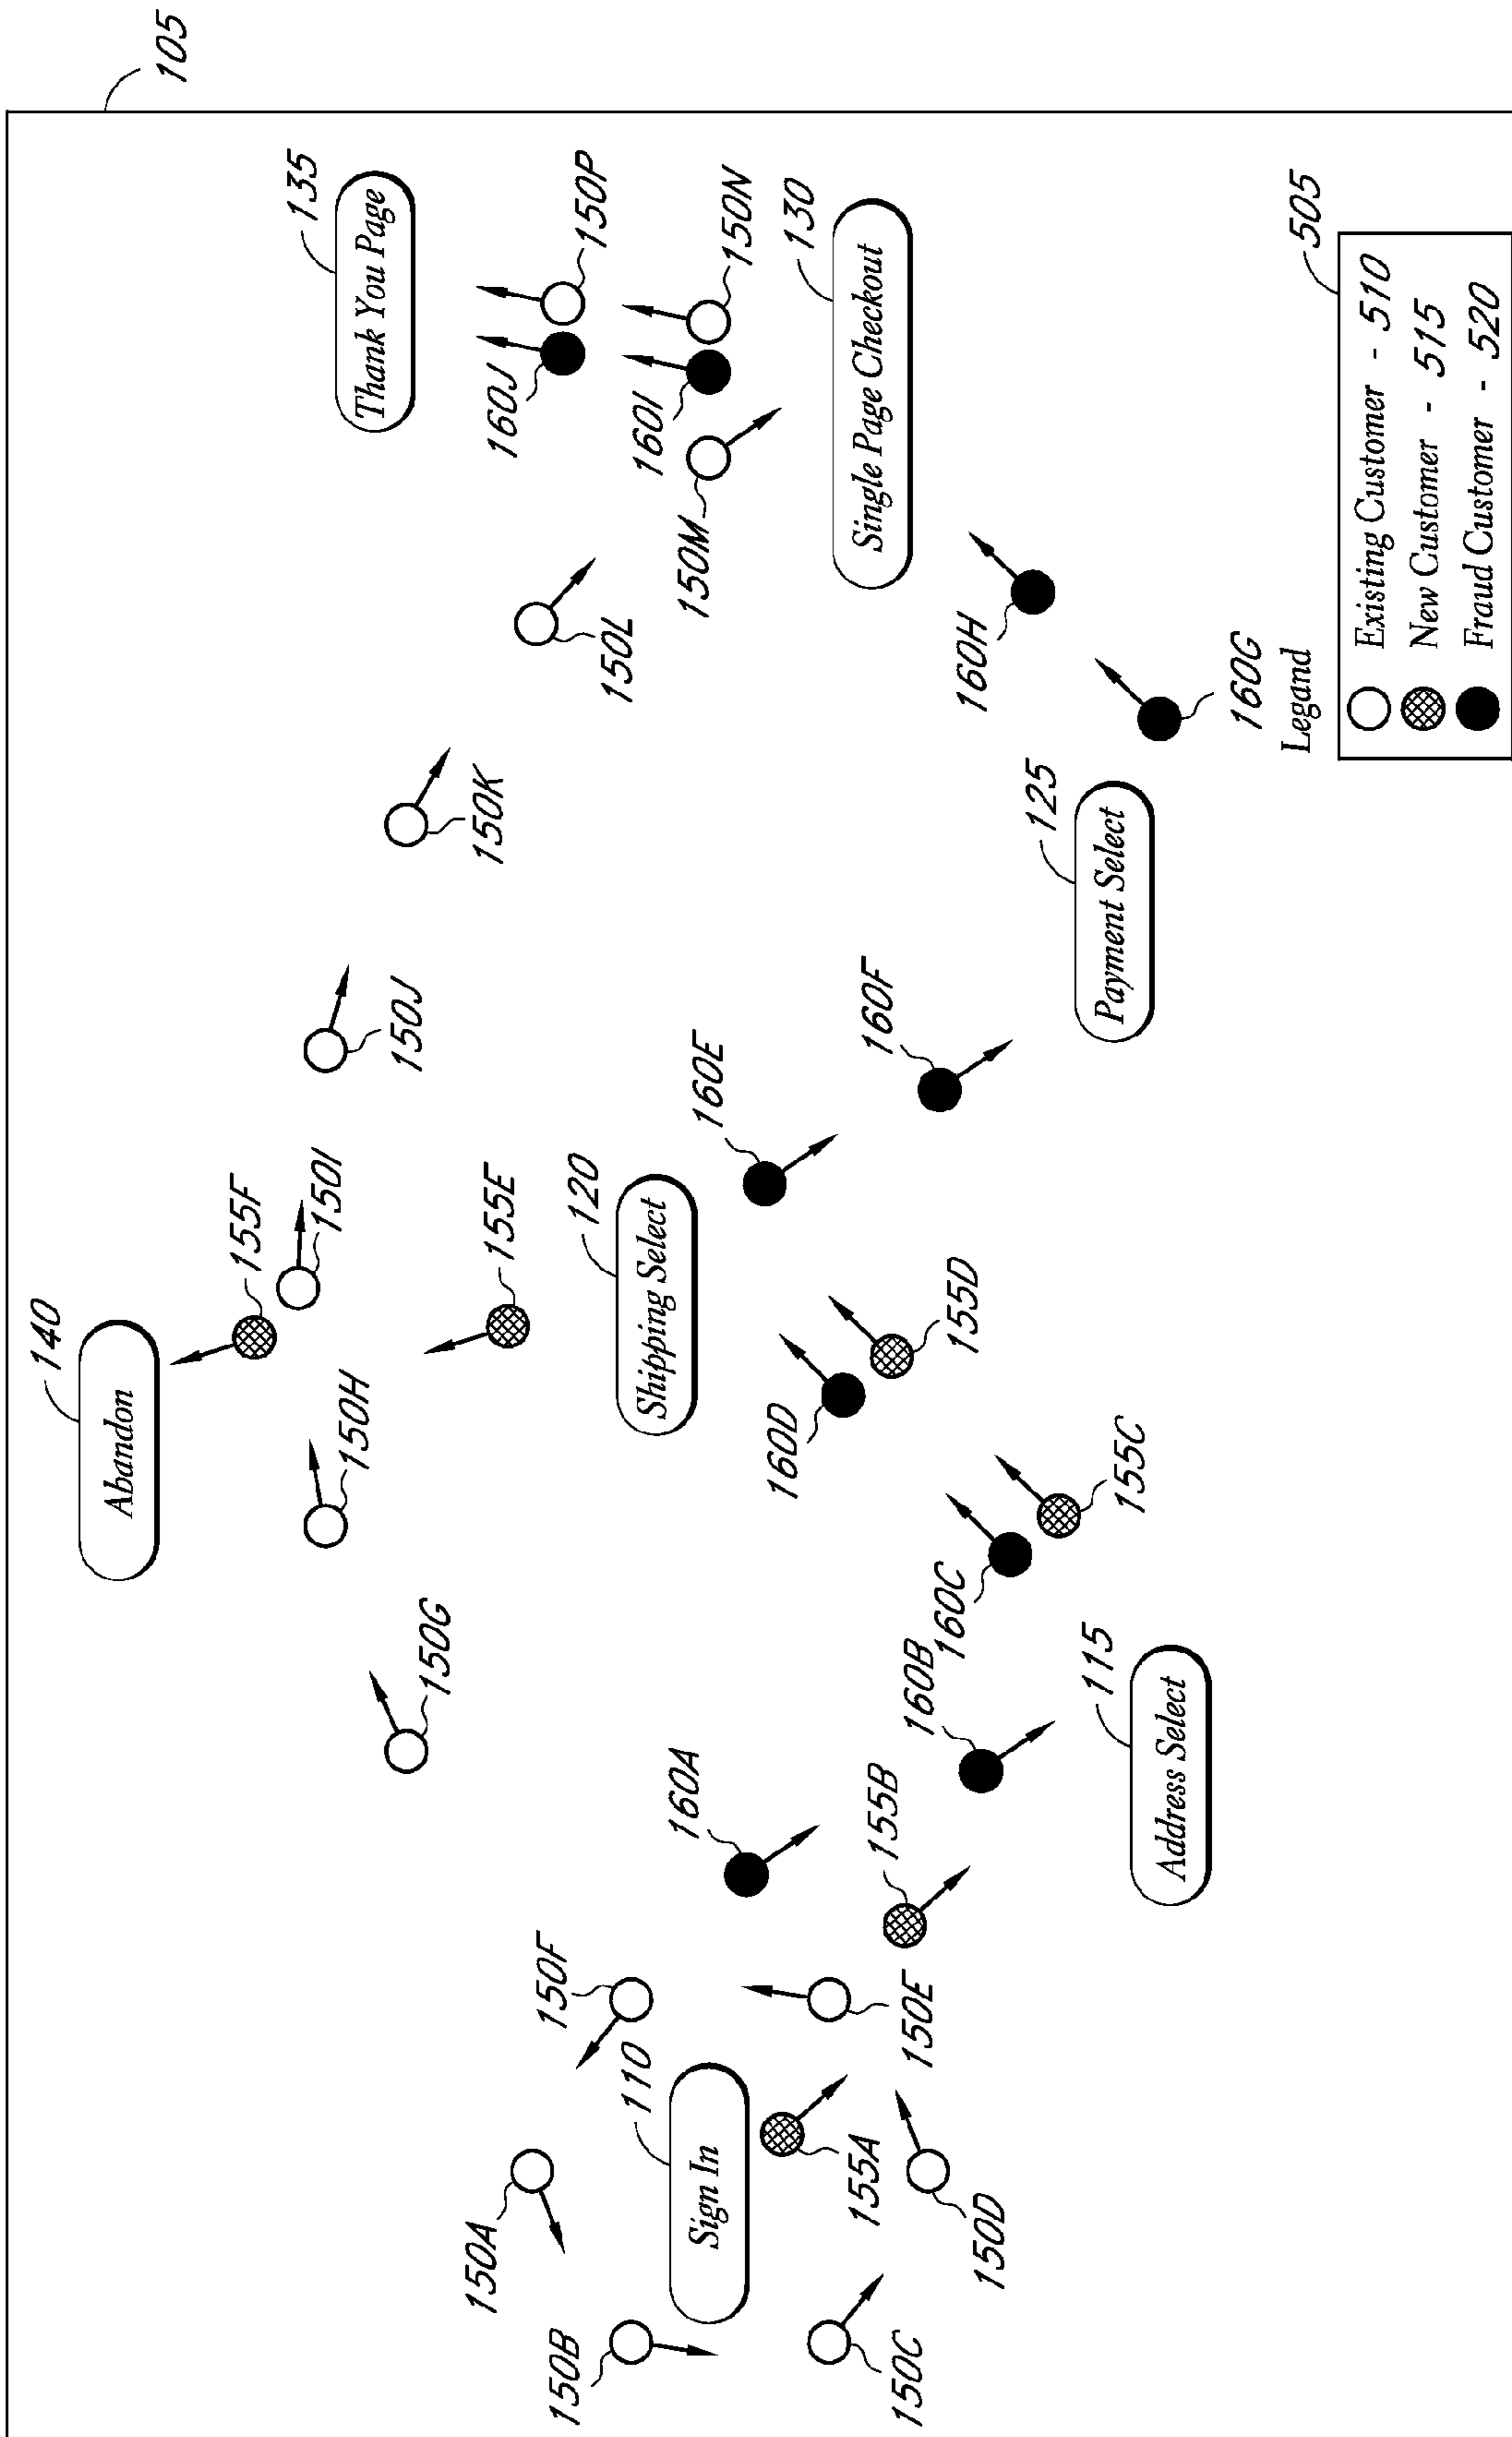 105
140
Abandon
135
Thank You Page
155F
150I
150H
150J
150G
150K
160J
150P
155E
150L
150A
150F
150B
120
Shipping Select
160I
150N
150M
110
Sign In
160A
160E
130
Single Page Checkout
155A
155B
150E
150C
150D
160D
155D
160F
160B
160C
160H
155C
125
Payment Select
115
Address Select
160G
Legand
505
Existing Customer - 510
New Customer - 515
Fraud Customer - 520